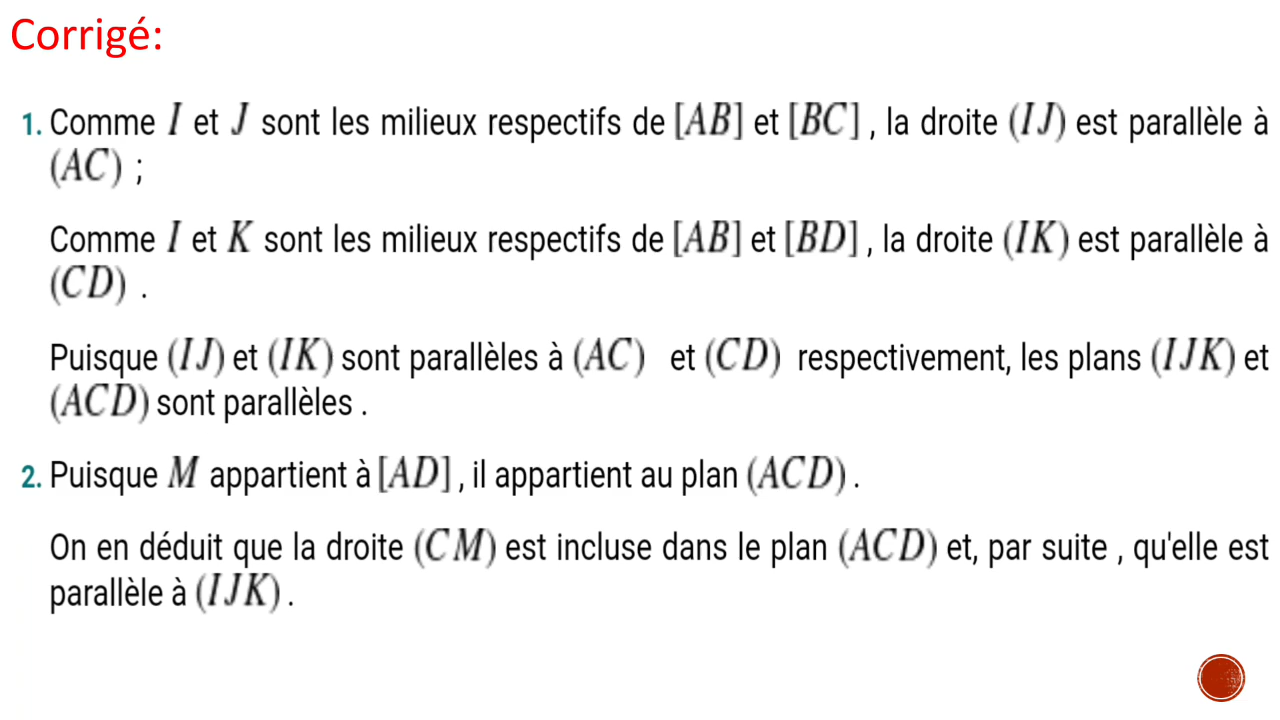 Corrigé:
1. Comme I et J sont les milieux respectifs de [AB] et [BC] , la droite (IJ) est parallèle à
(AC) ;
Comme I et K sont les milieux respectifs de [AB] et [BD] , la droite (IK) est parallèle à
(CD) .
Puisque (IJ) et (IK) sont parallèles à (AC) et (CD) respectivement, les plans (IJK) et
(ACD) sont parallèles .
2. Puisque M appartient à [AD] , il appartient au plan (ACD) .
On en déduit que la droite (CM) est incluse dans le plan (ACD) et, par suite , qu'elle est
parallèle à (IJK) .